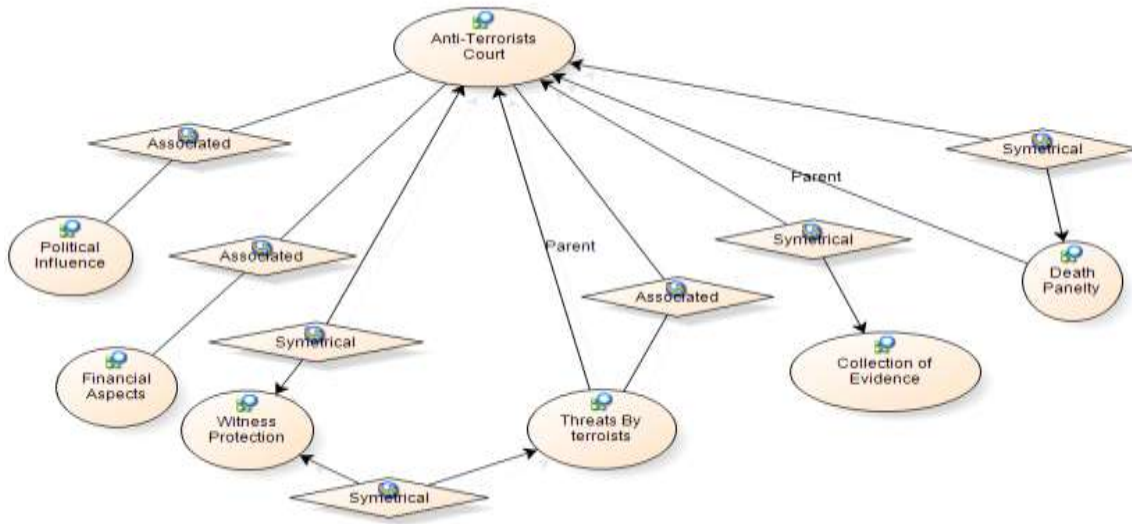 Anti-Terrorists
Court
Associated
Symetrical
Parent
Political
Influence
Associated
Parent
Symetrical
Death
Panelty
Associated
Symetrical
Financial
Aspects
Collection of
Evidence
Witness
Protection
Threats By
terroists
Symetrical